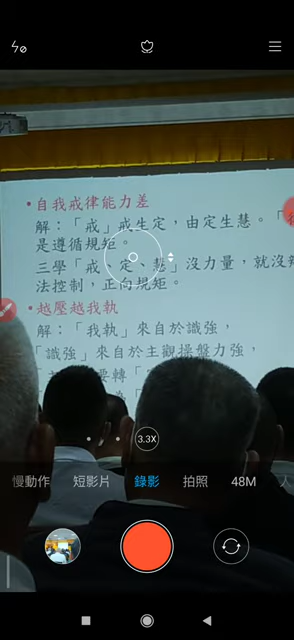 • 自我戒律能力差
解：「戒」戒生定，由定生慧。「
是遵循規矩。
三學「戒、定、慧」沒力量，就沒
法控制，正向規矩。
• 越壓越我執
解：「我執」來自於識強，
「識強」來自於主觀操盤力強，
要轉「
3.3X
慢動作 短影片 錄影 拍照 48M 人